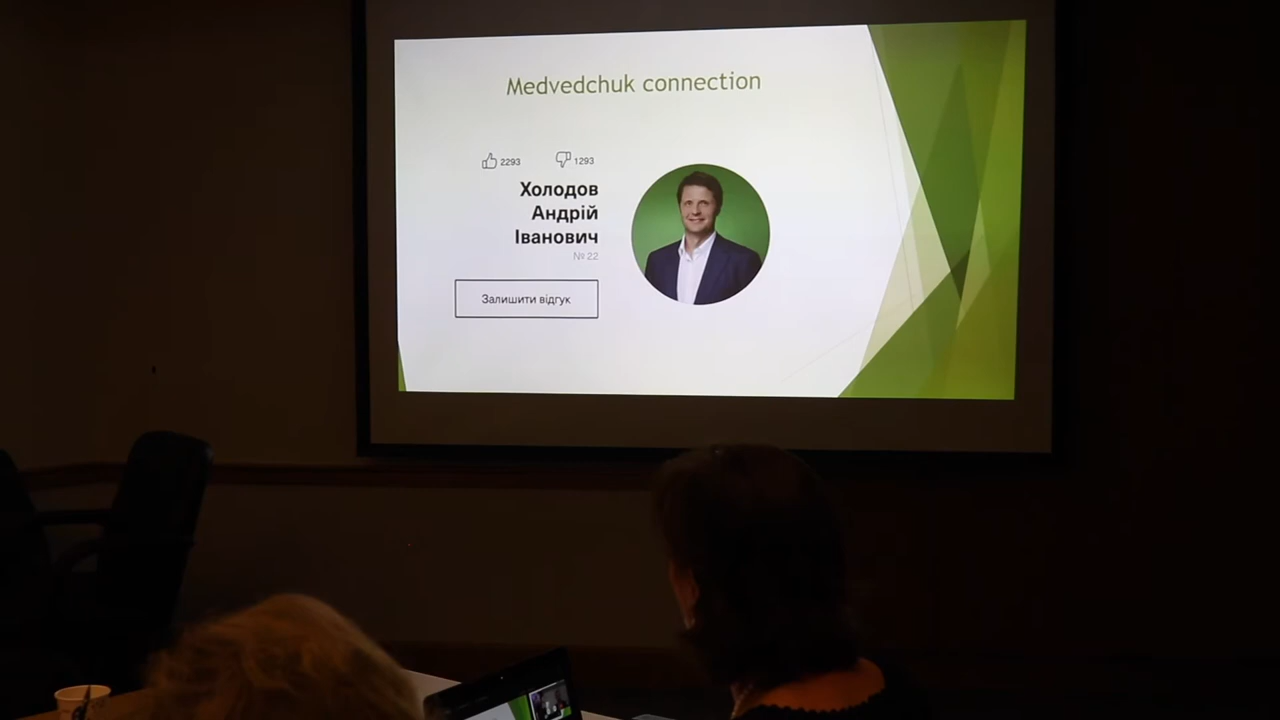 Medvedchuk connection
2293 1293
Холодов
Андрій
Іванович
№ 22
Залишити відгук